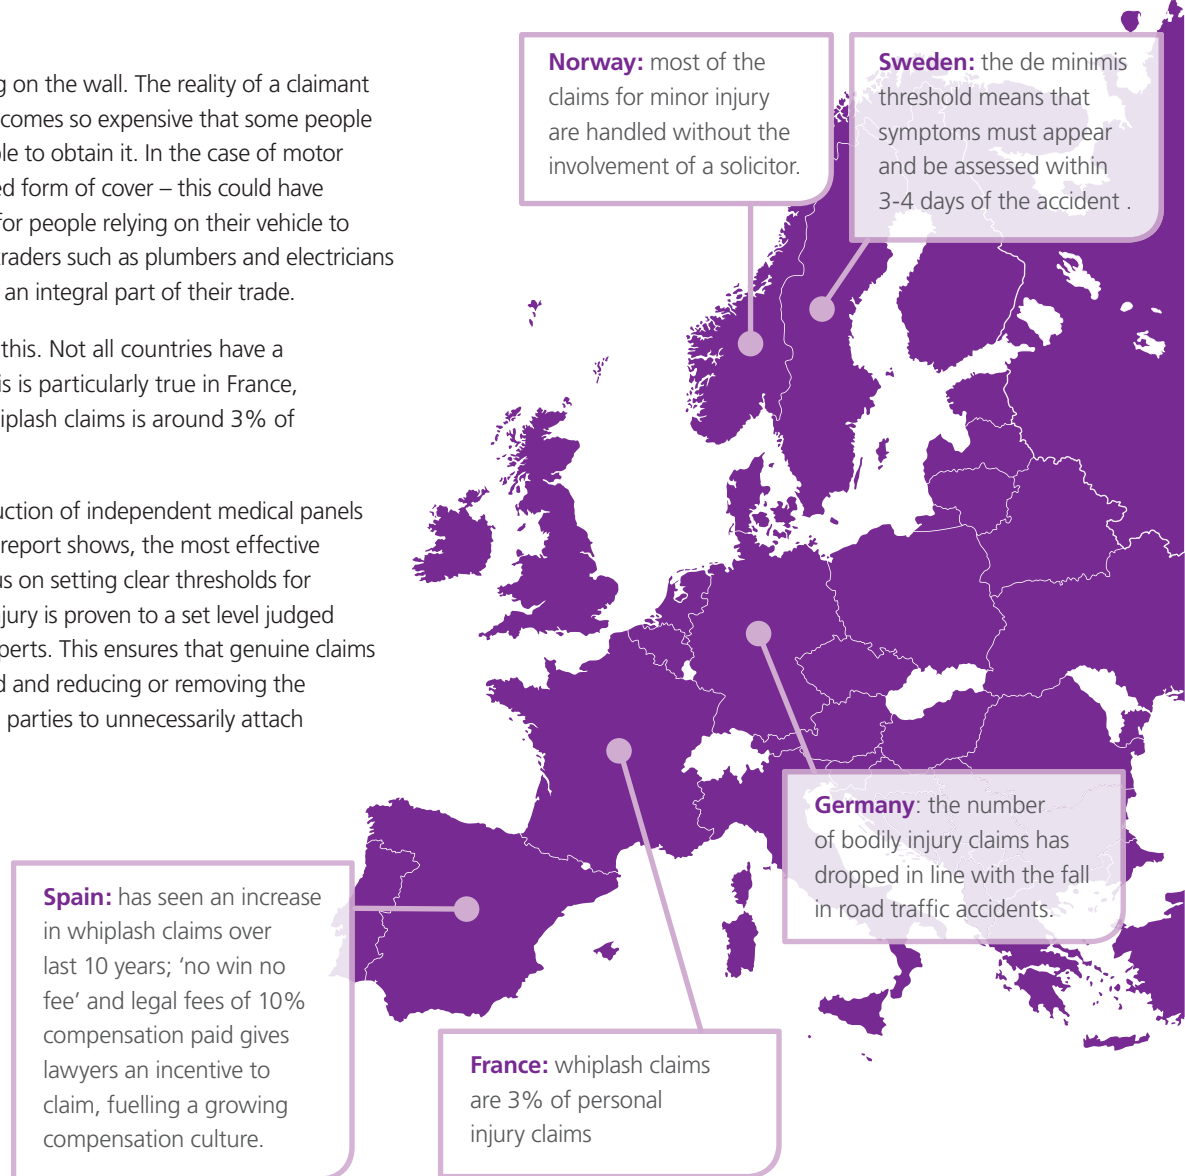 g on the wall. The reality of a claimant
comes so expensive that some people
le to obtain it. In the case of motor
ed form of cover – this could have
for people relying on their vehicle to
traders such as plumbers and electricians
an integral part of their trade.
this. Not all countries have a
is is particularly true in France,
iplash claims is around 3% of
uction of independent medical panels
report shows, the most effective
us on setting clear thresholds for
jury is proven to a set level judged
perts. This ensures that genuine claims
d and reducing or removing the
parties to unnecessarily attach
Norway: most of the
claims for minor injury
are handled without the
involvement of a solicitor.
Sweden: the de minimis
threshold means that
symptoms must appear
and be assessed within
3-4 days of the accident .
Germany: the number
of bodily injury claims has
dropped in line with the fall
in road traffic accidents.
Spain: has seen an increase
in whiplash claims over
last 10 years; ‘no win no
fee’ and legal fees of 10%
compensation paid gives
lawyers an incentive to
claim, fuelling a growing
compensation culture.
France: whiplash claims
are 3% of personal
injury claims